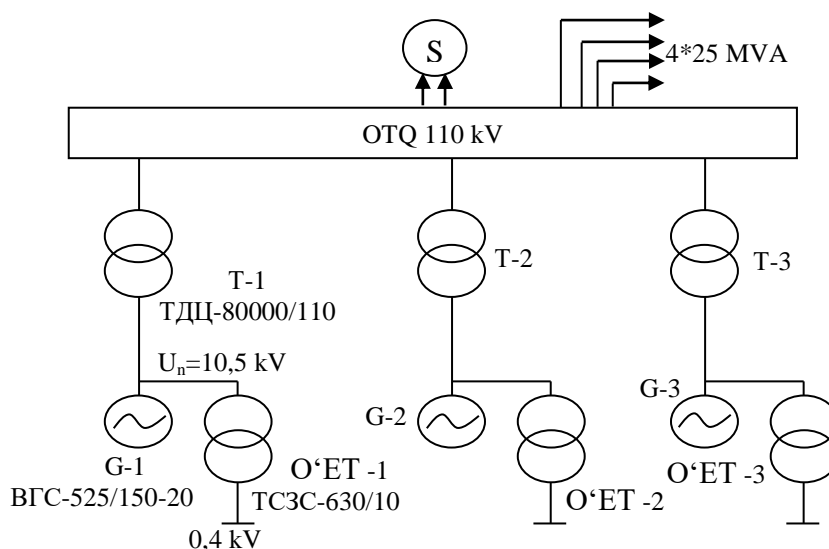 S
4*25 MVA
OTQ 110 kV
T-1
ТДЦ-80000/110
T-2
T-3
Uₙ=10,5 kV
G-1
ВГС-525/150-20
O‘ET -1
ТСЗС-630/10
0,4 kV
G-2
O‘ET -2
G-3
O‘ET -3